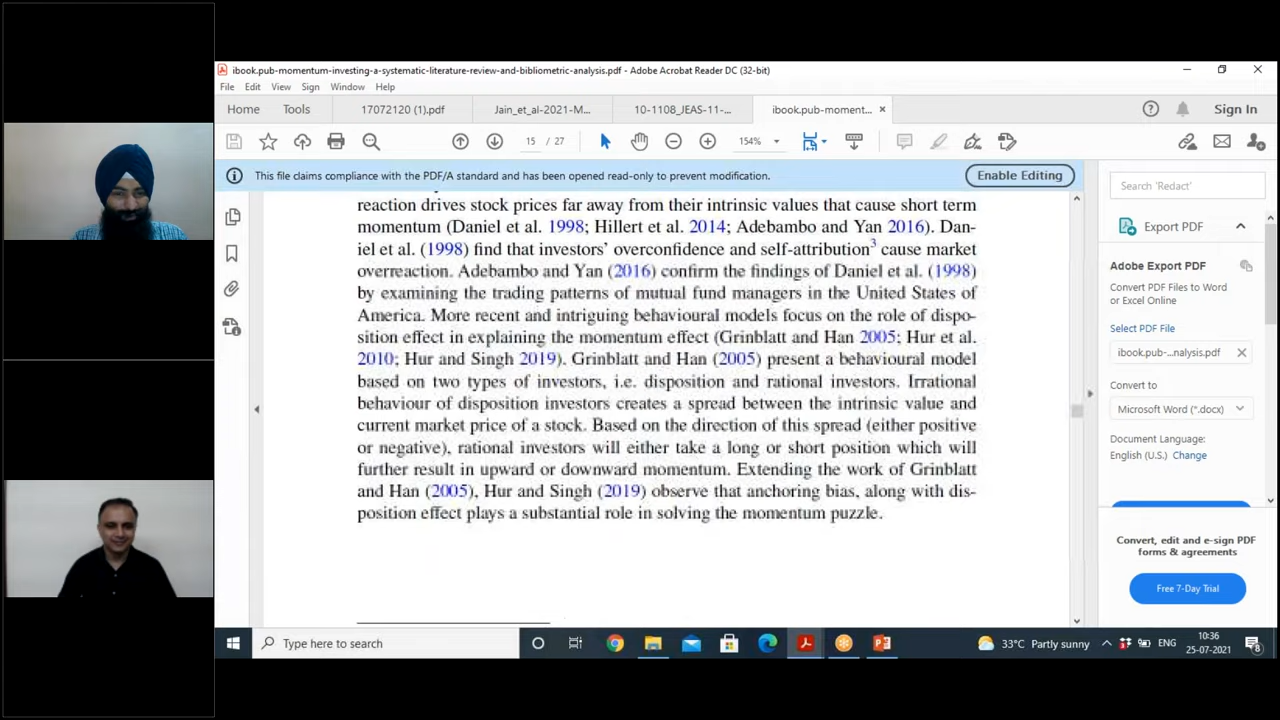 ibook.pub-momentum-investing-a-systematic-literature-review-and-bibliometric-analysis.pdf - Adobe Acrobat Reader DC (32-bit)
File Edit View Sign Window Help
Home Tools 17072120 (1).pdf Jain_et_al-2021-M... 10-1108_JEAS-11-... ibook.pub-moment... × Sign In
15 / 27 154%
This file claims compliance with the PDF/A standard and has been opened read-only to prevent modification. Enable Editing
reaction drives stock prices far away from their intrinsic values that cause short term
momentum (Daniel et al. 1998; Hillert et al. 2014; Adebambo and Yan 2016). Dan-
iel et al. (1998) find that investors' overconfidence and self-attribution3 cause market
overreaction. Adebambo and Yan (2016) confirm the findings of Daniel et al. (1998)
by examining the trading patterns of mutual fund managers in the United States of
America. More recent and intriguing behavioural models focus on the role of dispo-
sition effect in explaining the momentum effect (Grinblatt and Han 2005; Hur et al.
2010; Hur and Singh 2019). Grinblatt and Han (2005) present a behavioural model
based on two types of investors, i.e. disposition and rational investors. Irrational
behaviour of disposition investors creates a spread between the intrinsic value and
current market price of a stock. Based on the direction of this spread (either positive
or negative), rational investors will either take a long or short position which will
further result in upward or downward momentum. Extending the work of Grinblatt
and Han (2005), Hur and Singh (2019) observe that anchoring bias, along with dis-
position effect plays a substantial role in solving the momentum puzzle.
Search 'Redact'
Export PDF
Adobe Export PDF
Convert PDF Files to Word
or Excel Online
Select PDF File
ibook.pub-...nalysis.pdf
Convert to
Microsoft Word (*.docx)
Document Language:
English (U.S.) Change
Convert, edit and e-sign PDF
forms & agreements
Free 7-Day Trial
Type here to search
33°C Partly sunny
ENG
10:36
25-07-2021
8